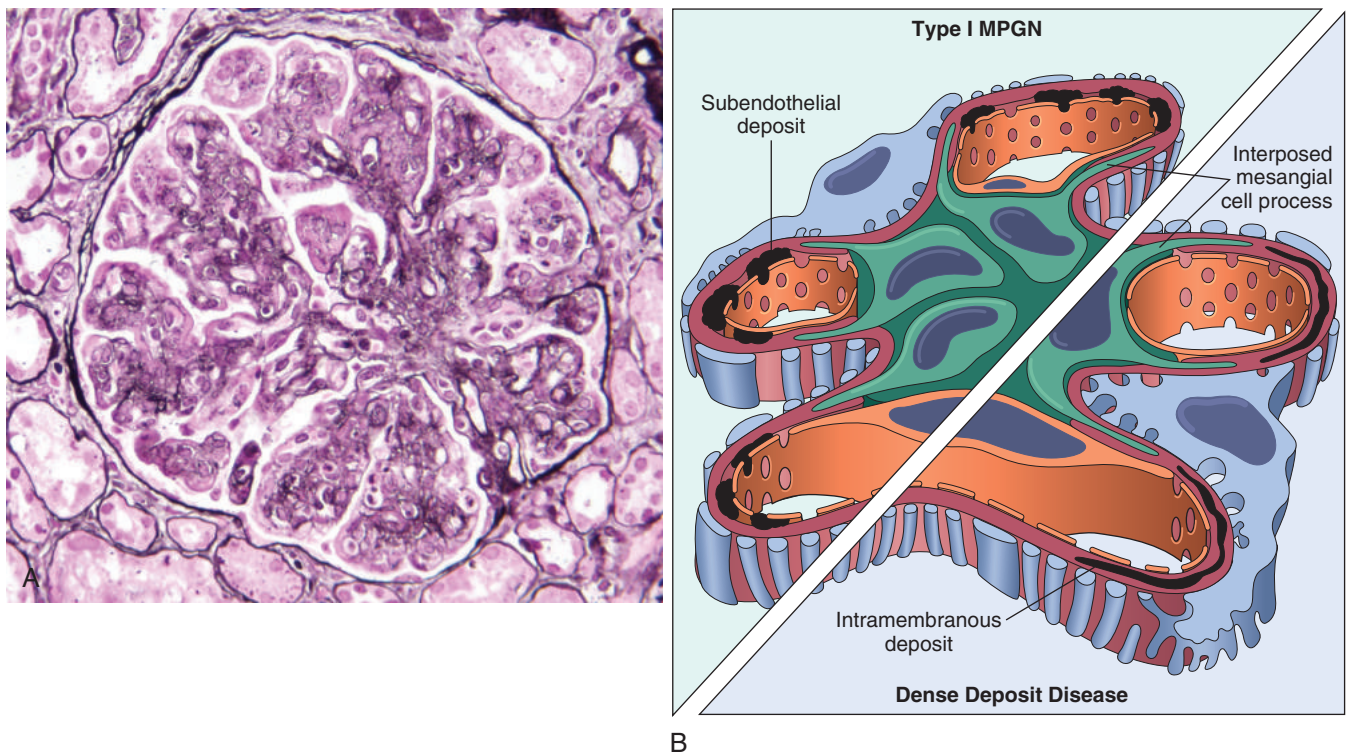 Type I MPGN
Subendothelial
deposit
Interposed
mesangial
cell process
Intramembranous
deposit
Dense Deposit Disease
A
B